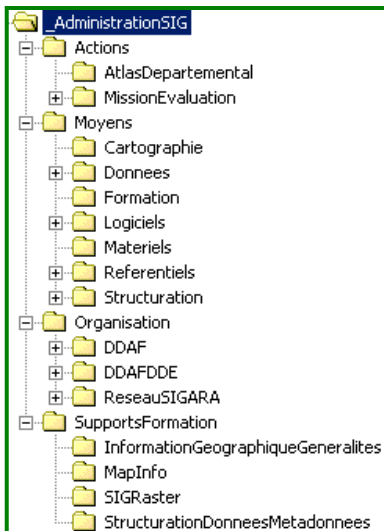 _AdministrationSIG
Actions
AtlasDepartemental
MissionEvaluation
Moyens
Cartographie
Donnees
Formation
Logiciels
Materiels
Referentiels
Structuration
Organisation
DDAF
DDAFDDE
ReseauSIGARA
SupportsFormation
InformationGeographiqueGeneralites
MapInfo
SIGRaster
StructurationDonneesMetadonnees